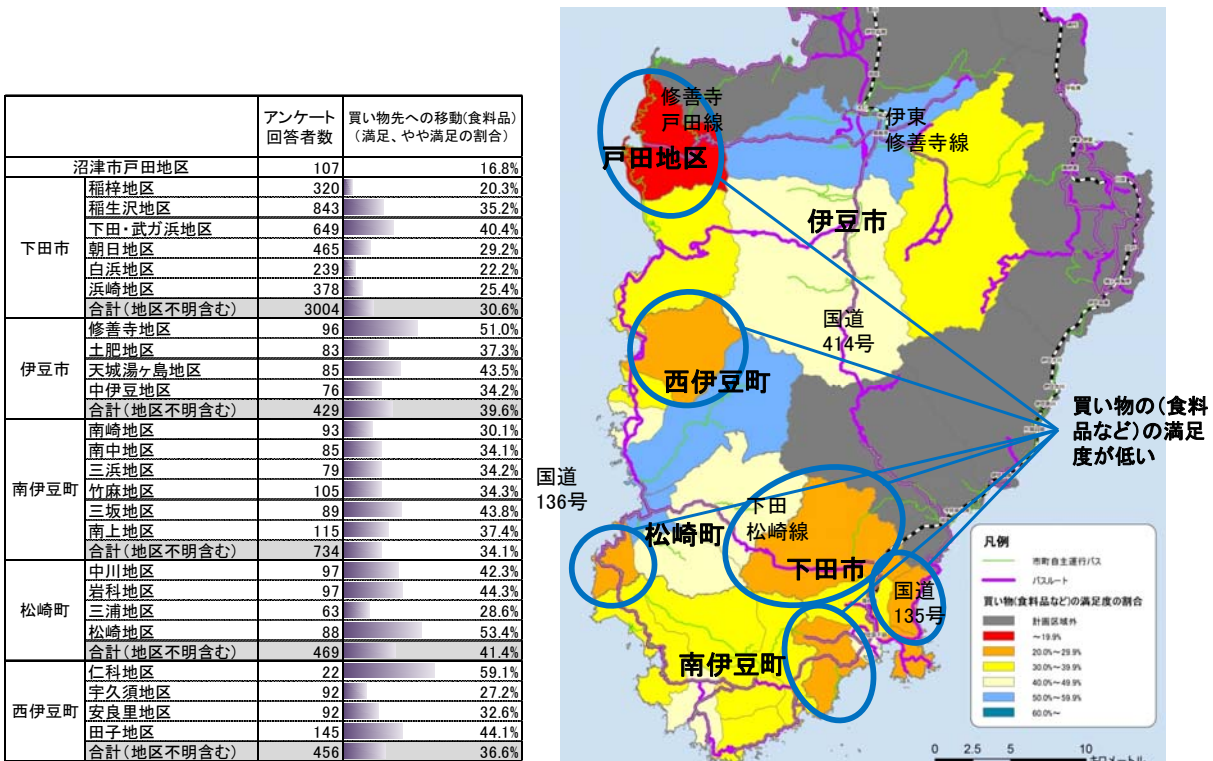 アンケート 買い物先への移動(食料品)
回答者数 (満足、やや満足の割合)
沼津市戸田地区 107 16.8%
下田市
稲梓地区 320 20.3%
稲生沢地区 843 35.2%
下田・武ガ浜地区 649 40.4%
朝日地区 465 29.2%
白浜地区 239 22.2%
浜崎地区 378 25.4%
合計(地区不明含む) 3004 30.6%
伊豆市
修善寺地区 96 51.0%
土肥地区 83 37.3%
天城湯ヶ島地区 85 43.5%
中伊豆地区 76 34.2%
合計(地区不明含む) 429 39.6%
南伊豆町
南崎地区 93 30.1%
南中地区 85 34.1%
三浜地区 79 34.2%
竹麻地区 105 34.3%
三坂地区 89 43.8%
南上地区 115 37.4%
合計(地区不明含む) 734 34.1%
松崎町
中川地区 97 42.3%
岩科地区 97 44.3%
三浦地区 63 28.6%
松崎地区 88 53.4%
合計(地区不明含む) 469 41.4%
西伊豆町
仁科地区 22 59.1%
宇久須地区 92 27.2%
安良里地区 92 32.6%
田子地区 145 44.1%
合計(地区不明含む) 456 36.6%
修善寺
戸田線
戸田地区
伊東
修善寺線
伊豆市
国道
414号
西伊豆町
買い物の(食料
品など)の満足
度が低い
国道
136号
松崎町
下田
松崎線
下田市
国道
135号
南伊豆町
凡例
市町自主運行バス
バスルート
買い物(食料品など)の満足度の割合
計画区域外
~19.9%
20.0%~29.9%
30.0%~39.9%
40.0%~49.9%
50.0%~59.9%
60.0%~
0 2.5 5 10
キロメートル